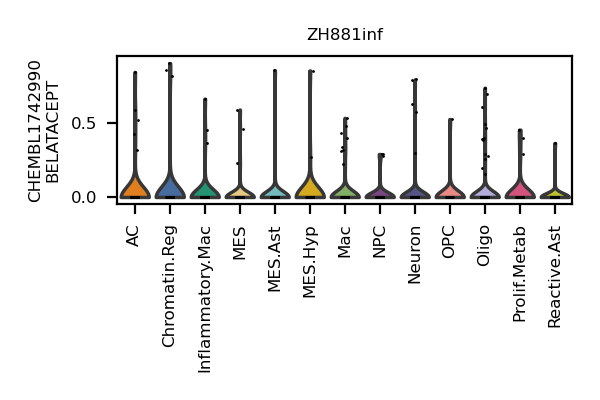 ZH881inf
CHEMBL1742990
BELATACEPT
0.5
0.0
AC
Chromatin.Reg
Inflammatory.Mac
MES
MES.Ast
MES.Hyp
Mac
NPC
Neuron
OPC
Oligo
Prolif.Metab
Reactive.Ast